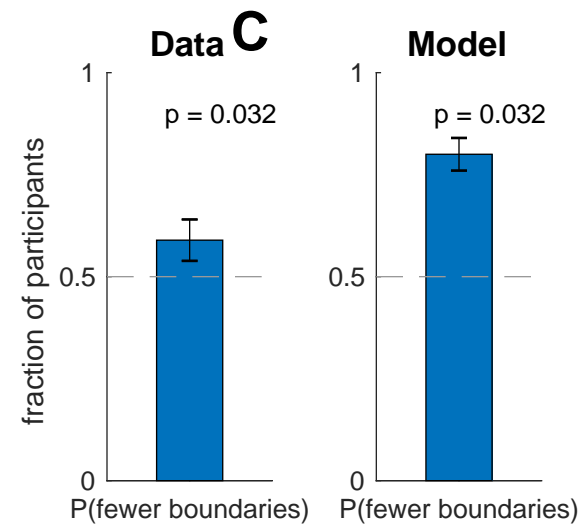 Data C Model
1
p = 0.032
0.5
0
fraction of participants
P(fewer boundaries)
1
p = 0.032
0.5
0
P(fewer boundaries)